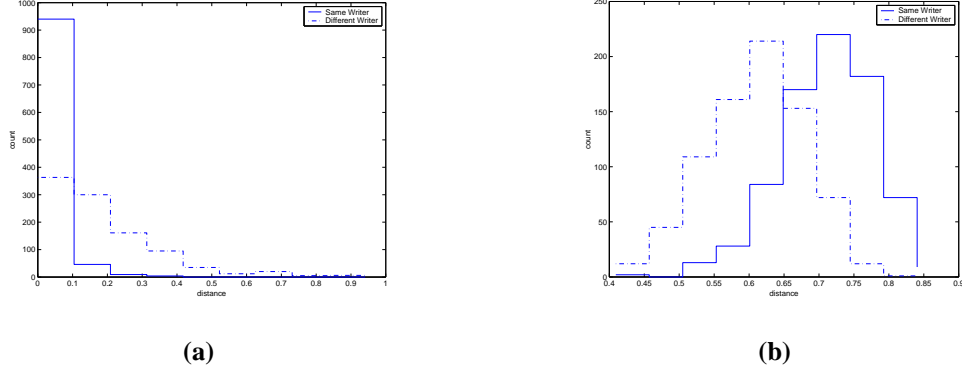 1000
900
800
700
600
500
400
300
200
100
0
count
0 0.1 0.2 0.3 0.4 0.5 0.6 0.7 0.8 0.9 1
distance
Same Writer
Different Writer
(a)
250
200
150
100
50
0
count
0.4 0.45 0.5 0.55 0.6 0.65 0.7 0.75 0.8 0.85 0.9
distance
Same Writer
Different Writer
(b)